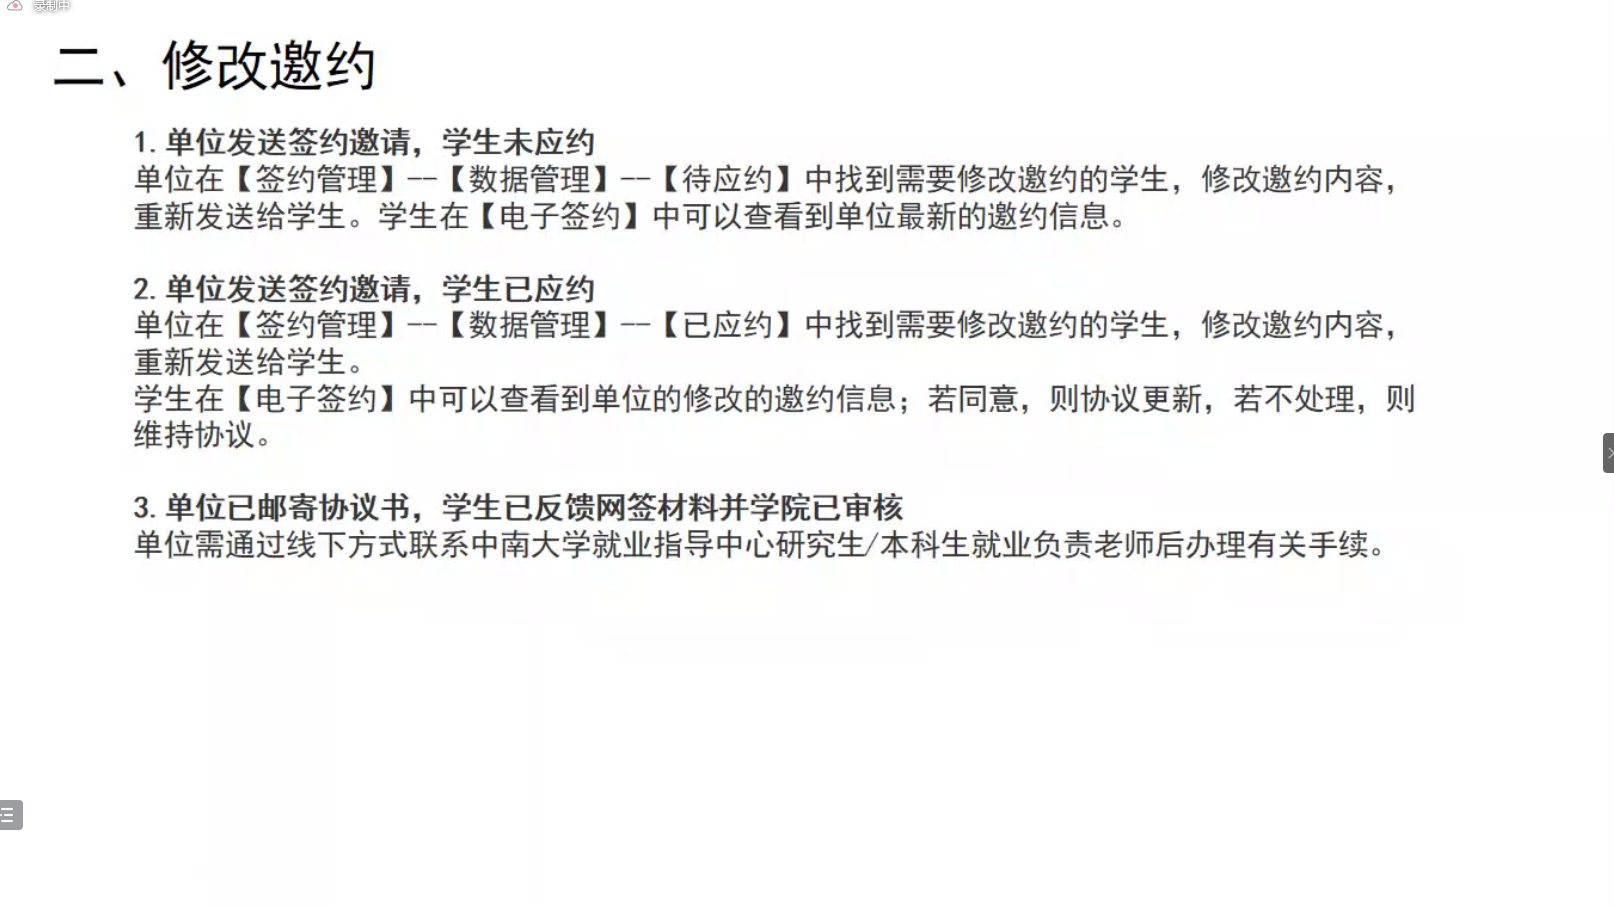 录制中
二、修改邀约
1. 单位发送签约邀请，学生未应约
单位在【签约管理】--【数据管理】--【待应约】中找到需要修改邀约的学生，修改邀约内容，
重新发送给学生。学生在【电子签约】中可以查看到单位最新的邀约信息。
2. 单位发送签约邀请，学生已应约
单位在【签约管理】--【数据管理】--【已应约】中找到需要修改邀约的学生，修改邀约内容，
重新发送给学生。
学生在【电子签约】中可以查看到单位的修改的邀约信息；若同意，则协议更新，若不处理，则
维持协议。
3. 单位已邮寄协议书，学生已反馈网签材料并学院已审核
单位需通过线下方式联系中南大学就业指导中心研究生/本科生就业负责老师后办理有关手续。